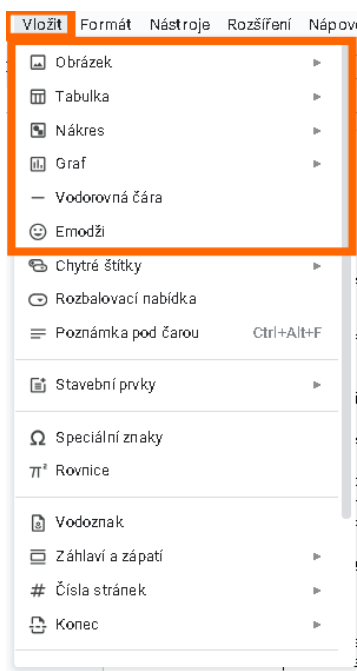 Vložit Formát Nástroje Rozšíření
Obrázek
Tabulka
Nákres
Graf
Vodorovná čára
Emodži
Chytré štítky
Rozbalovací nabídka
Poznámka pod čarou Ctrl+Alt+F
Stavební prvky
Speciální znaky
Rovnice
Vodoznak
Záhlaví a zápatí
Čísla stránek
Konec